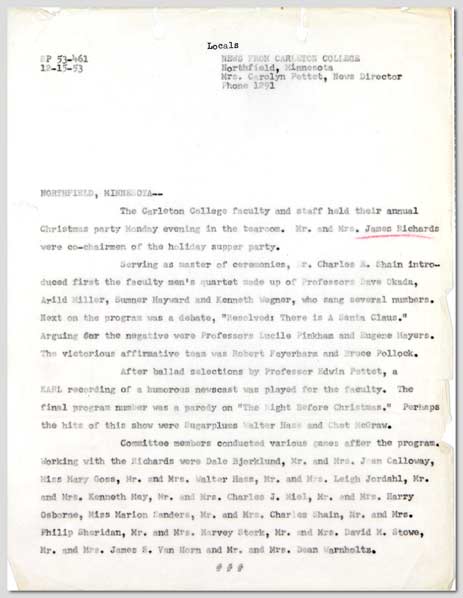 Locals
SP 53-461
12-15-53
NEWS FROM CARLETON COLLEGE
Northfield, Minnesota
Mrs. Carolyn Pettet, News Director
Phone 1291
NORTHFIELD, MINNESOTA--
The Carleton College faculty and staff held their annual
Christmas party Monday evening in the tearoom. Mr. and Mrs. James Richards
were co-chairmen of the holiday supper party.
Serving as master of ceremonies, Dr. Charles E. Shain intro-
duced first the faculty men's quartet made up of Professors Dave Okada,
Arild Miller, Sumner Hayward and Kenneth Wegner, who sang several numbers.
Next on the program was a debate, "Resolved: There is A Santa Claus."
Arguing for the negative were Professors Lucile Pinkham and Eugene Mayers.
The victorious affirmative team was Robert Feyerharm and Bruce Pollock.
After ballad selections by Professor Edwin Pettet, a
KARL recording of a humorous newscast was played for the faculty. The
final program number was a parody on "The Night Before Christmas." Perhaps
the hits of this show were Sugarplums Walter Hass and Chet McGraw.
Committee members conducted various games after the program.
Working with the Richards were Dale Bjorklund, Mr. and Mrs. Jean Calloway,
Miss Mary Goss, Mr. and Mrs. Walter Hass, Mr. and Mrs. Leigh Jordahl, Mr.
and Mrs. Kenneth May, Mr. and Mrs. Charles J. Miel, Mr. and Mrs. Harry
Osborne, Miss Marion Sanders, Mr. and Mrs. Charles Shain, Mr. and Mrs.
Philip Sheridan, Mr. and Mrs. Harvey Stork, Mr. and Mrs. David M. Stowe,
Mr. and Mrs. James S. Van Horn and Mr. and Mrs. Dean Warnholtz.
# # #